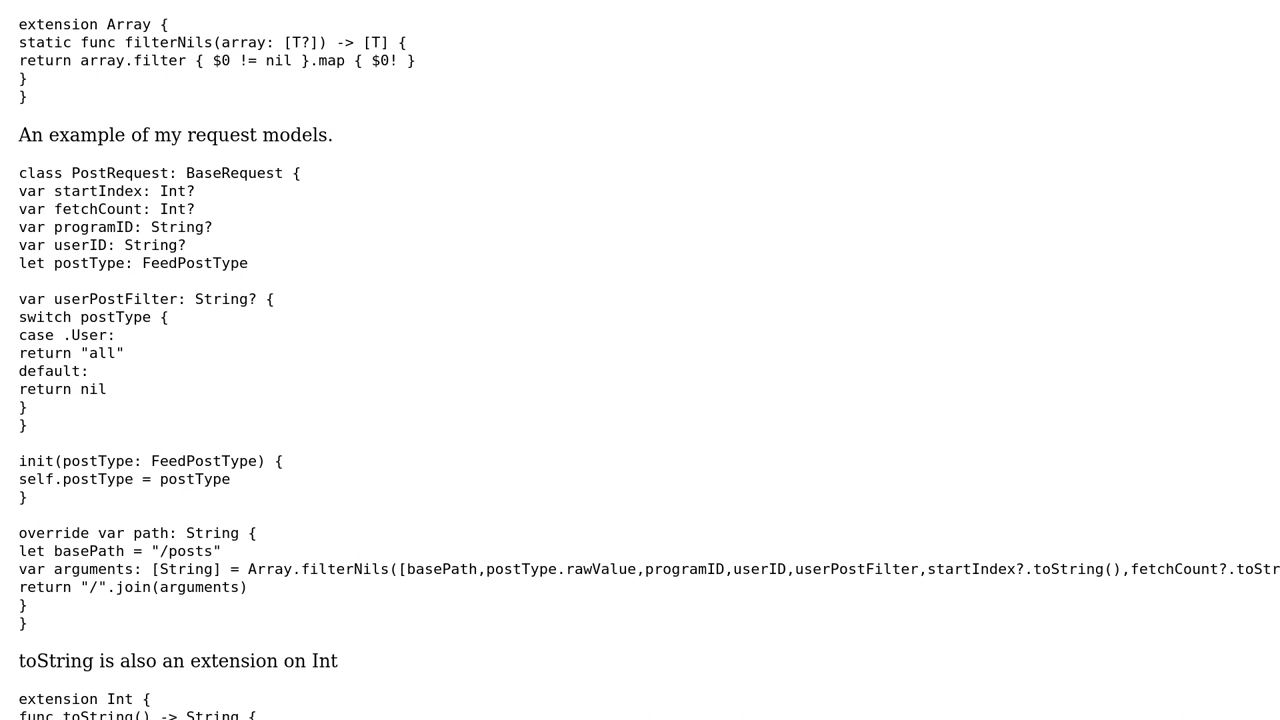 extension Array {
static func filterNils(array: [T?]) -> [T] {
return array.filter { $0 != nil }.map { $0! }
}
}
An example of my request models.
class PostRequest: BaseRequest {
var startIndex: Int?
var fetchCount: Int?
var programID: String?
var userID: String?
let postType: FeedPostType
var userPostFilter: String? {
switch postType {
case .User:
return "all"
default:
return nil
}
}
init(postType: FeedPostType) {
self.postType = postType
}
override var path: String {
let basePath = "/posts"
var arguments: [String] = Array.filterNils([basePath,postType.rawValue,programID,userID,userPostFilter,startIndex?.toString(),fetchCount?.toStr
return "/".join(arguments)
}
}
toString is also an extension on Int
extension Int {
func toString() -> String {